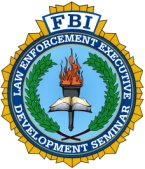 FBI
LAW ENFORCEMENT EXECUTIVE
DEVELOPMENT SEMINAR